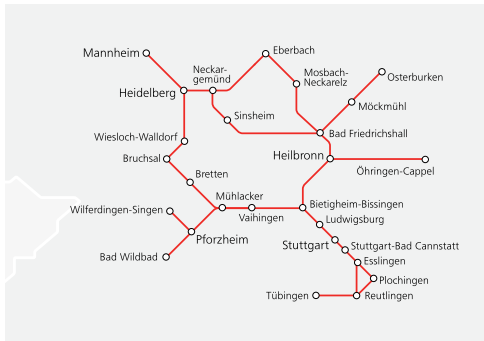 Mannheim
Eberbach
Neckar-
gemünd
Mosbach-
Neckarelz
Osterburken
Heidelberg
Möckmühl
Sinsheim
Bad Friedrichshall
Wiesloch-Walldorf
Bruchsal
Heilbronn
Öhringen-Cappel
Bretten
Mühlacker
Bietigheim-Bissingen
Wilferdingen-Singen
Vaihingen
Ludwigsburg
Pforzheim
Stuttgart
Stuttgart-Bad Cannstatt
Bad Wildbad
Esslingen
Plochingen
Tübingen
Reutlingen